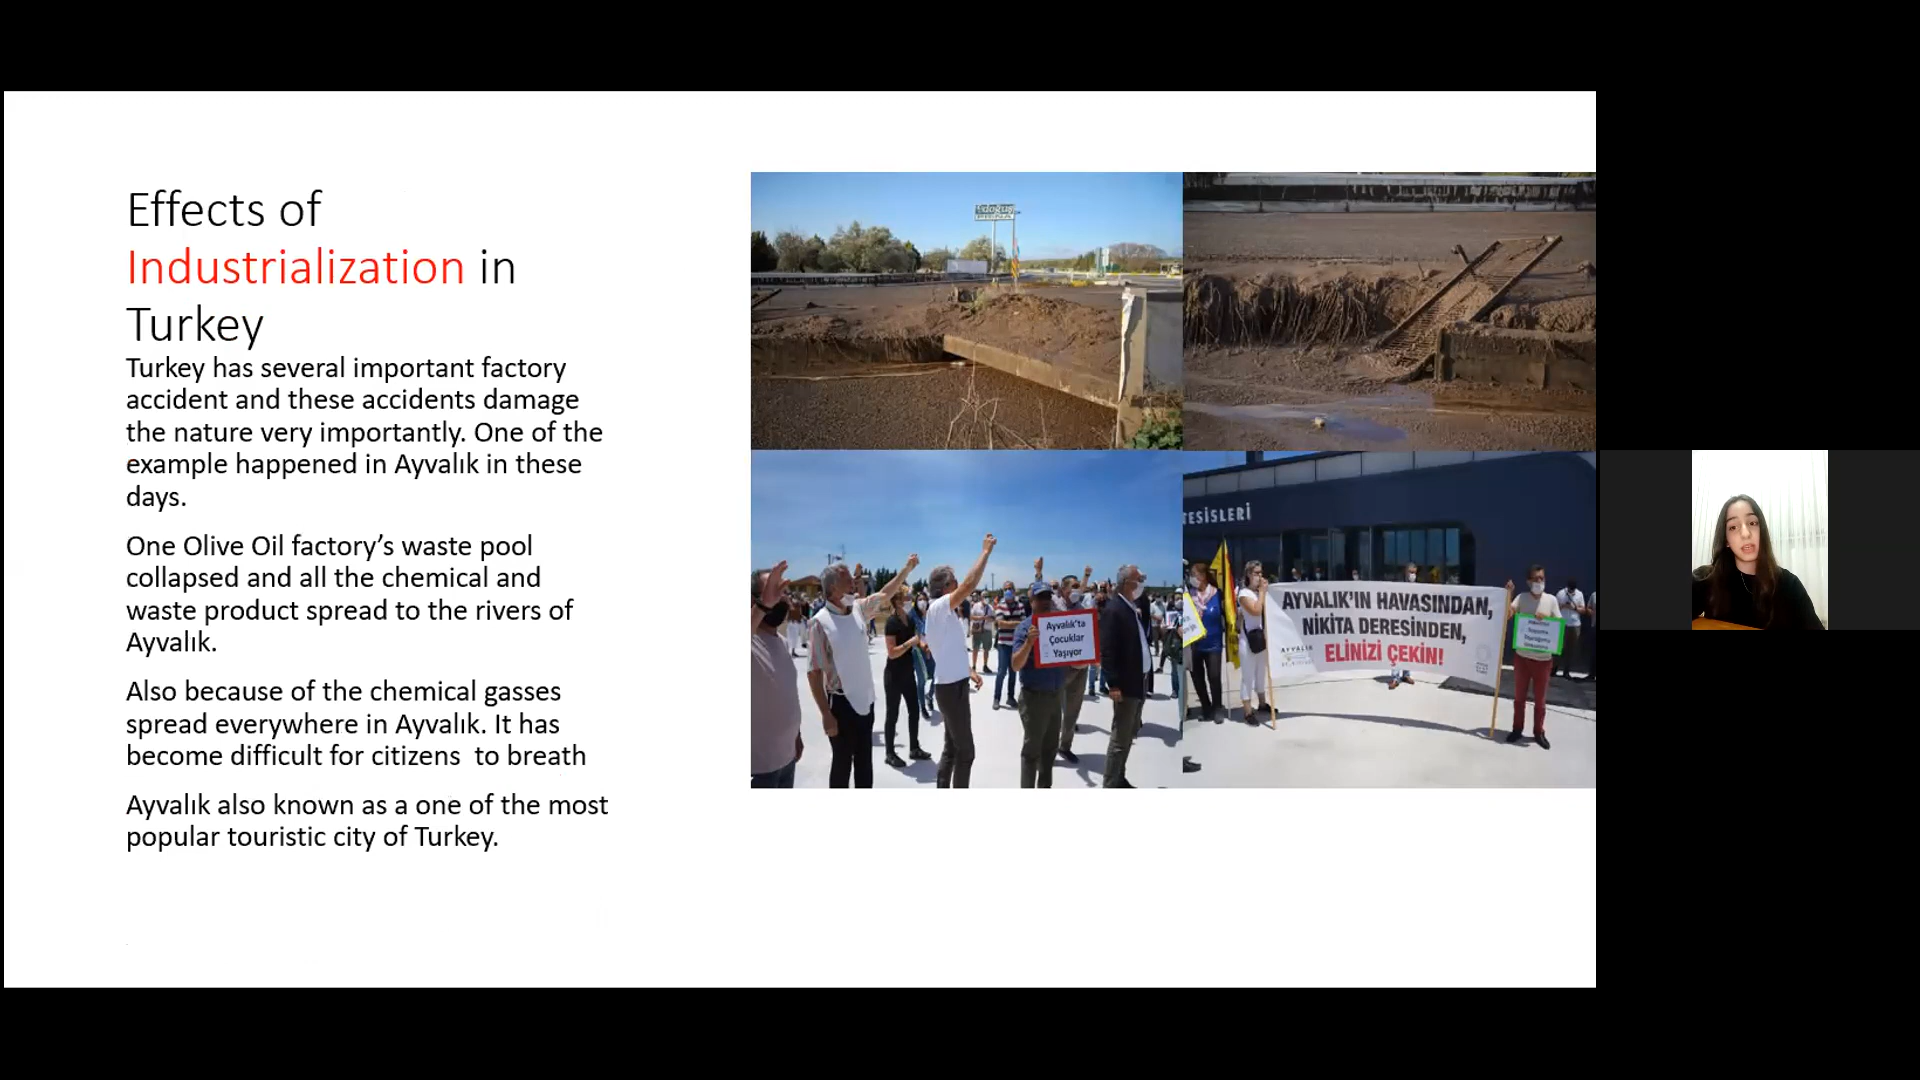 Effects of
Industrialization in
Turkey
Turkey has several important factory
accident and these accidents damage
the nature very importantly. One of the
example happened in Ayvalık in these
days.
One Olive Oil factory’s waste pool
collapsed and all the chemical and
waste product spread to the rivers of
Ayvalık.
Also because of the chemical gasses
spread everywhere in Ayvalık. It has
become difficult for citizens  to breath
Ayvalık also known as a one of the most
popular touristic city of Turkey.
Ayvalık'ta
Çocuklar
Yaşıyor
TESİSLERİ
AYVALIK'IN HAVASINDAN,
NİKİTA DERESİNDEN,
ELİNİZİ ÇEKİN!
AYVALIK